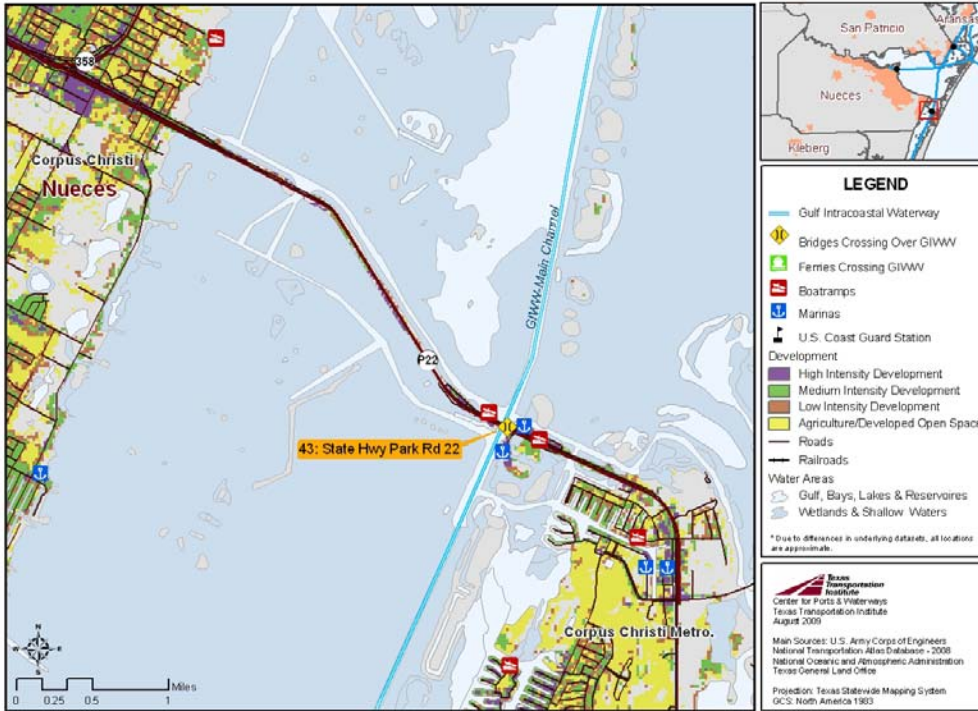 358
Corpus Christi
Nueces
GIWW-Main Channel
P22
43: State Hwy Park Rd 22
Corpus Christi Metro.
N
W
E
S
0 0.25 0.5 1
Miles
San Patricio
Aransas
Nueces
Kleberg
LEGEND
Gulf Intracoastal Waterway
Bridges Crossing Over GIWW
Ferries Crossing GIWW
Boatramps
Marinas
U.S. Coast Guard Station
Development
High Intensity Development
Medium Intensity Development
Low Intensity Development
Agriculture/Developed Open Space
Roads
Railroads
Water Areas
Gulf, Bays, Lakes & Reservoires
Wetlands & Shallow Waters
* Due to differences in underlying datasets, all locations
are approximate.
Texas
Transportation
Institute
Center for Ports & Waterways
Texas Transportation Institute
August 2009
Main Sources: U.S. Army Corps of Engineers
National Transportation Atlas Database - 2008
National Oceanic and Atmospheric Administration
Texas General Land Office
Projection: Texas Statewide Mapping System
GCS: North America 1983